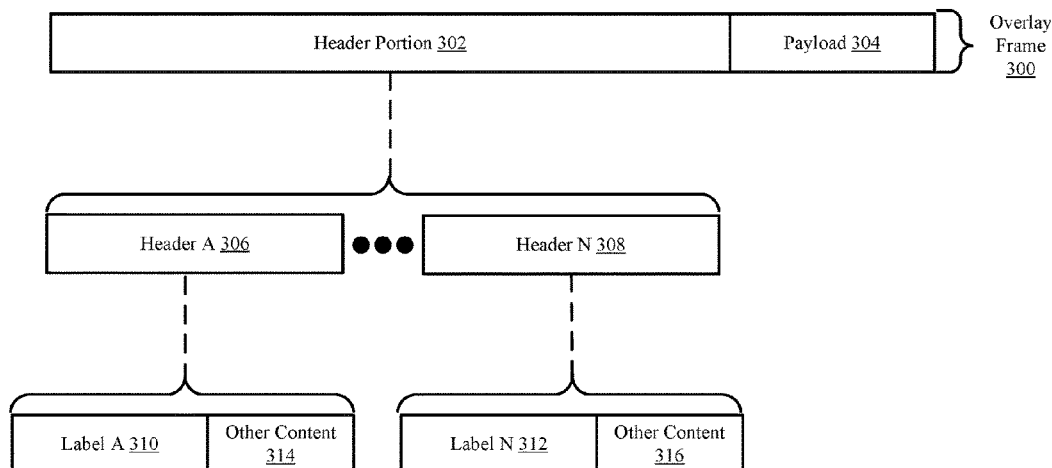 Header Portion 302
Payload 304
Overlay
Frame
300
Header A 306
Header N 308
Label A 310
Other Content
314
Label N 312
Other Content
316